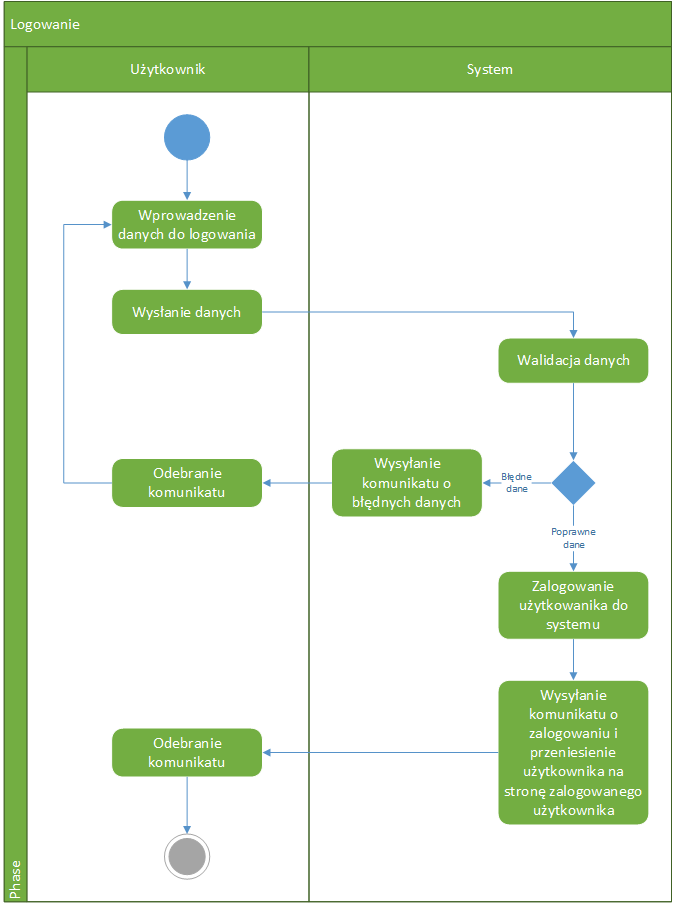 Logowanie
Użytkownik
System
Wprowadzenie
danych do logowania
Wysłanie danych
Walidacja danych
Wysyłanie
komunikatu o
błędnych danych
Błędne
dane
Odebranie
komunikatu
Poprawne
dane
Zalogowanie
użytkowanika do
systemu
Wysyłanie
komunikatu o
zalogowaniu i
przeniesienie
użytkownika na
stronę zalogowanego
użytkownika
Odebranie
komunikatu
Phase